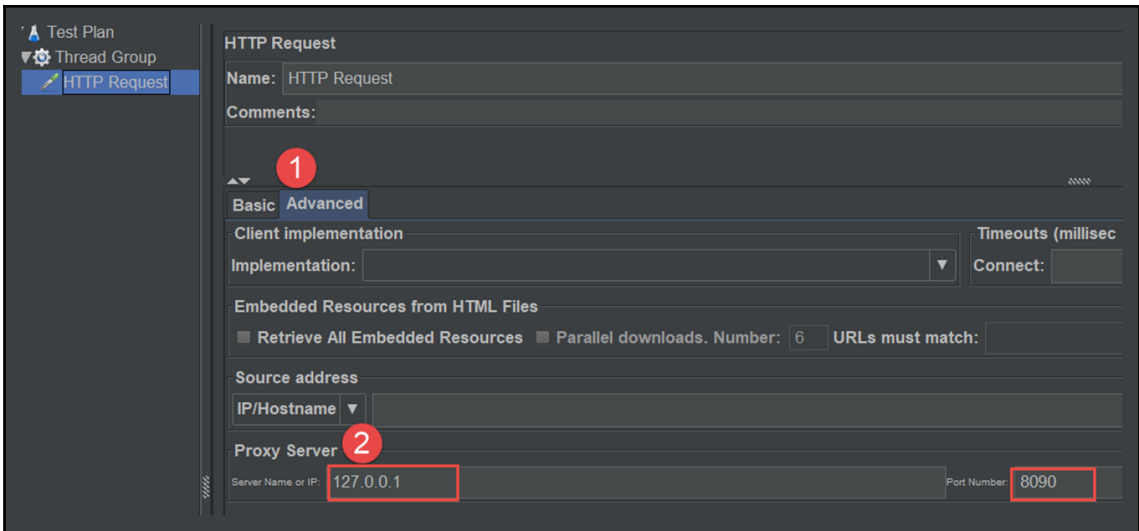 Test Plan
Thread Group
HTTP Request
HTTP Request
Name: HTTP Request
Comments:
1
Basic Advanced
Client implementation Timeouts (millisec
Implementation: Connect:
Embedded Resources from HTML Files
Retrieve All Embedded Resources Parallel downloads. Number: 6 URLs must match:
Source address
IP/Hostname
Proxy Server 2
Server Name or IP: 127.0.0.1 Port Number: 8090